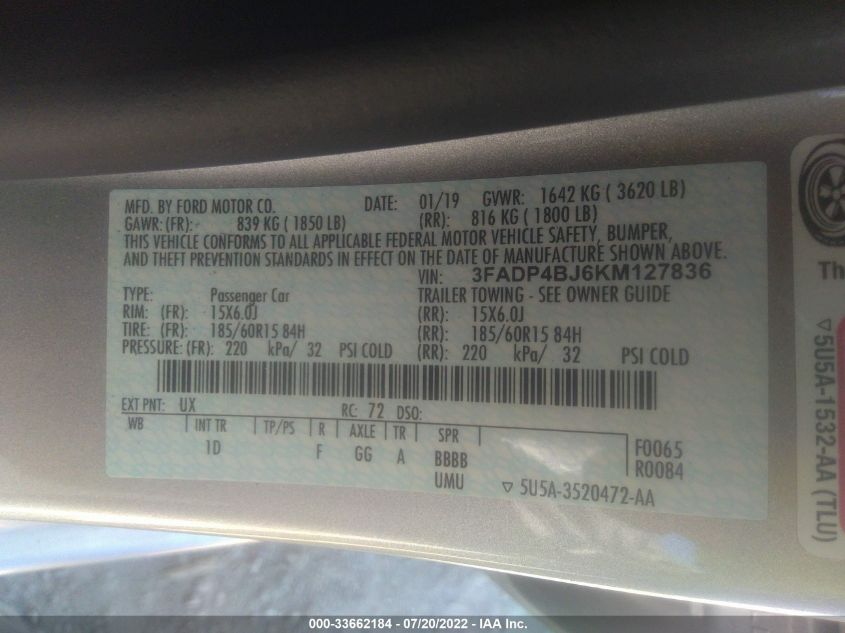 MFD. BY FORD MOTOR CO. DATE: 01/19 GVWR: 1642 KG ( 3620 LB)
GAWR: (FR): 839 KG ( 1850 LB) (RR): 816 KG ( 1800 LB)
THIS VEHICLE CONFORMS TO ALL APPLICABLE FEDERAL MOTOR VEHICLE SAFETY, BUMPER,
AND THEFT PREVENTION STANDARDS IN EFFECT ON THE DATE OF MANUFACTURE SHOWN ABOVE.
VIN: 3FADP4BJ6KM127836
TYPE: Passenger Car TRAILER TOWING - SEE OWNER GUIDE
RIM: (FR): 15X6.0J (RR): 15X6.0J
TIRE: (FR): 185/60R15 84H (RR): 185/60R15 84H
PRESSURE: (FR): 220 kPa/ 32 PSI COLD (RR): 220 kPa/ 32 PSI COLD
EXT PNT: UX RC: 72 DSO:
WB INT TR TP/PS R AXLE TR SPR
1D F GG A BBBB
UMU
F0065
R0084
▽ 5U5A-3520472-AA
Th
▽ 5U5A-1532-AA (TLU)
000-33662184 - 07/20/2022 - IAA Inc.